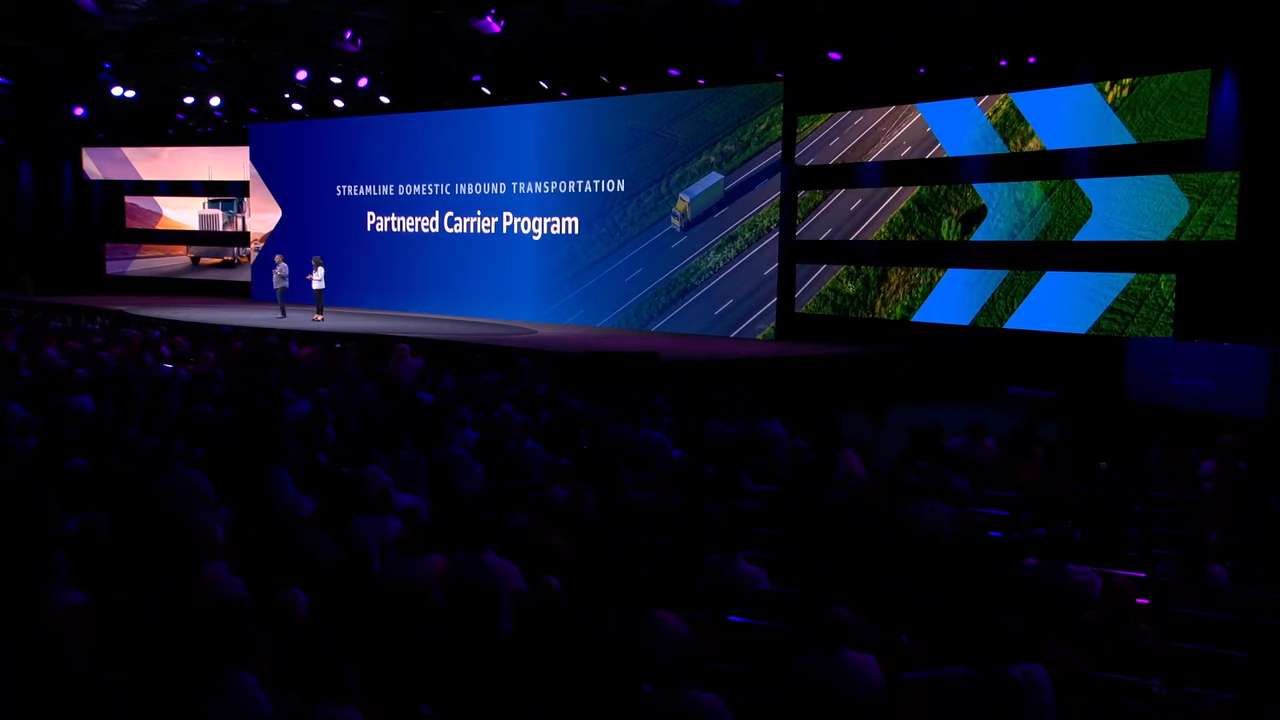 STREAMLINE DOMESTIC INBOUND TRANSPORTATION
Partnered Carrier Program